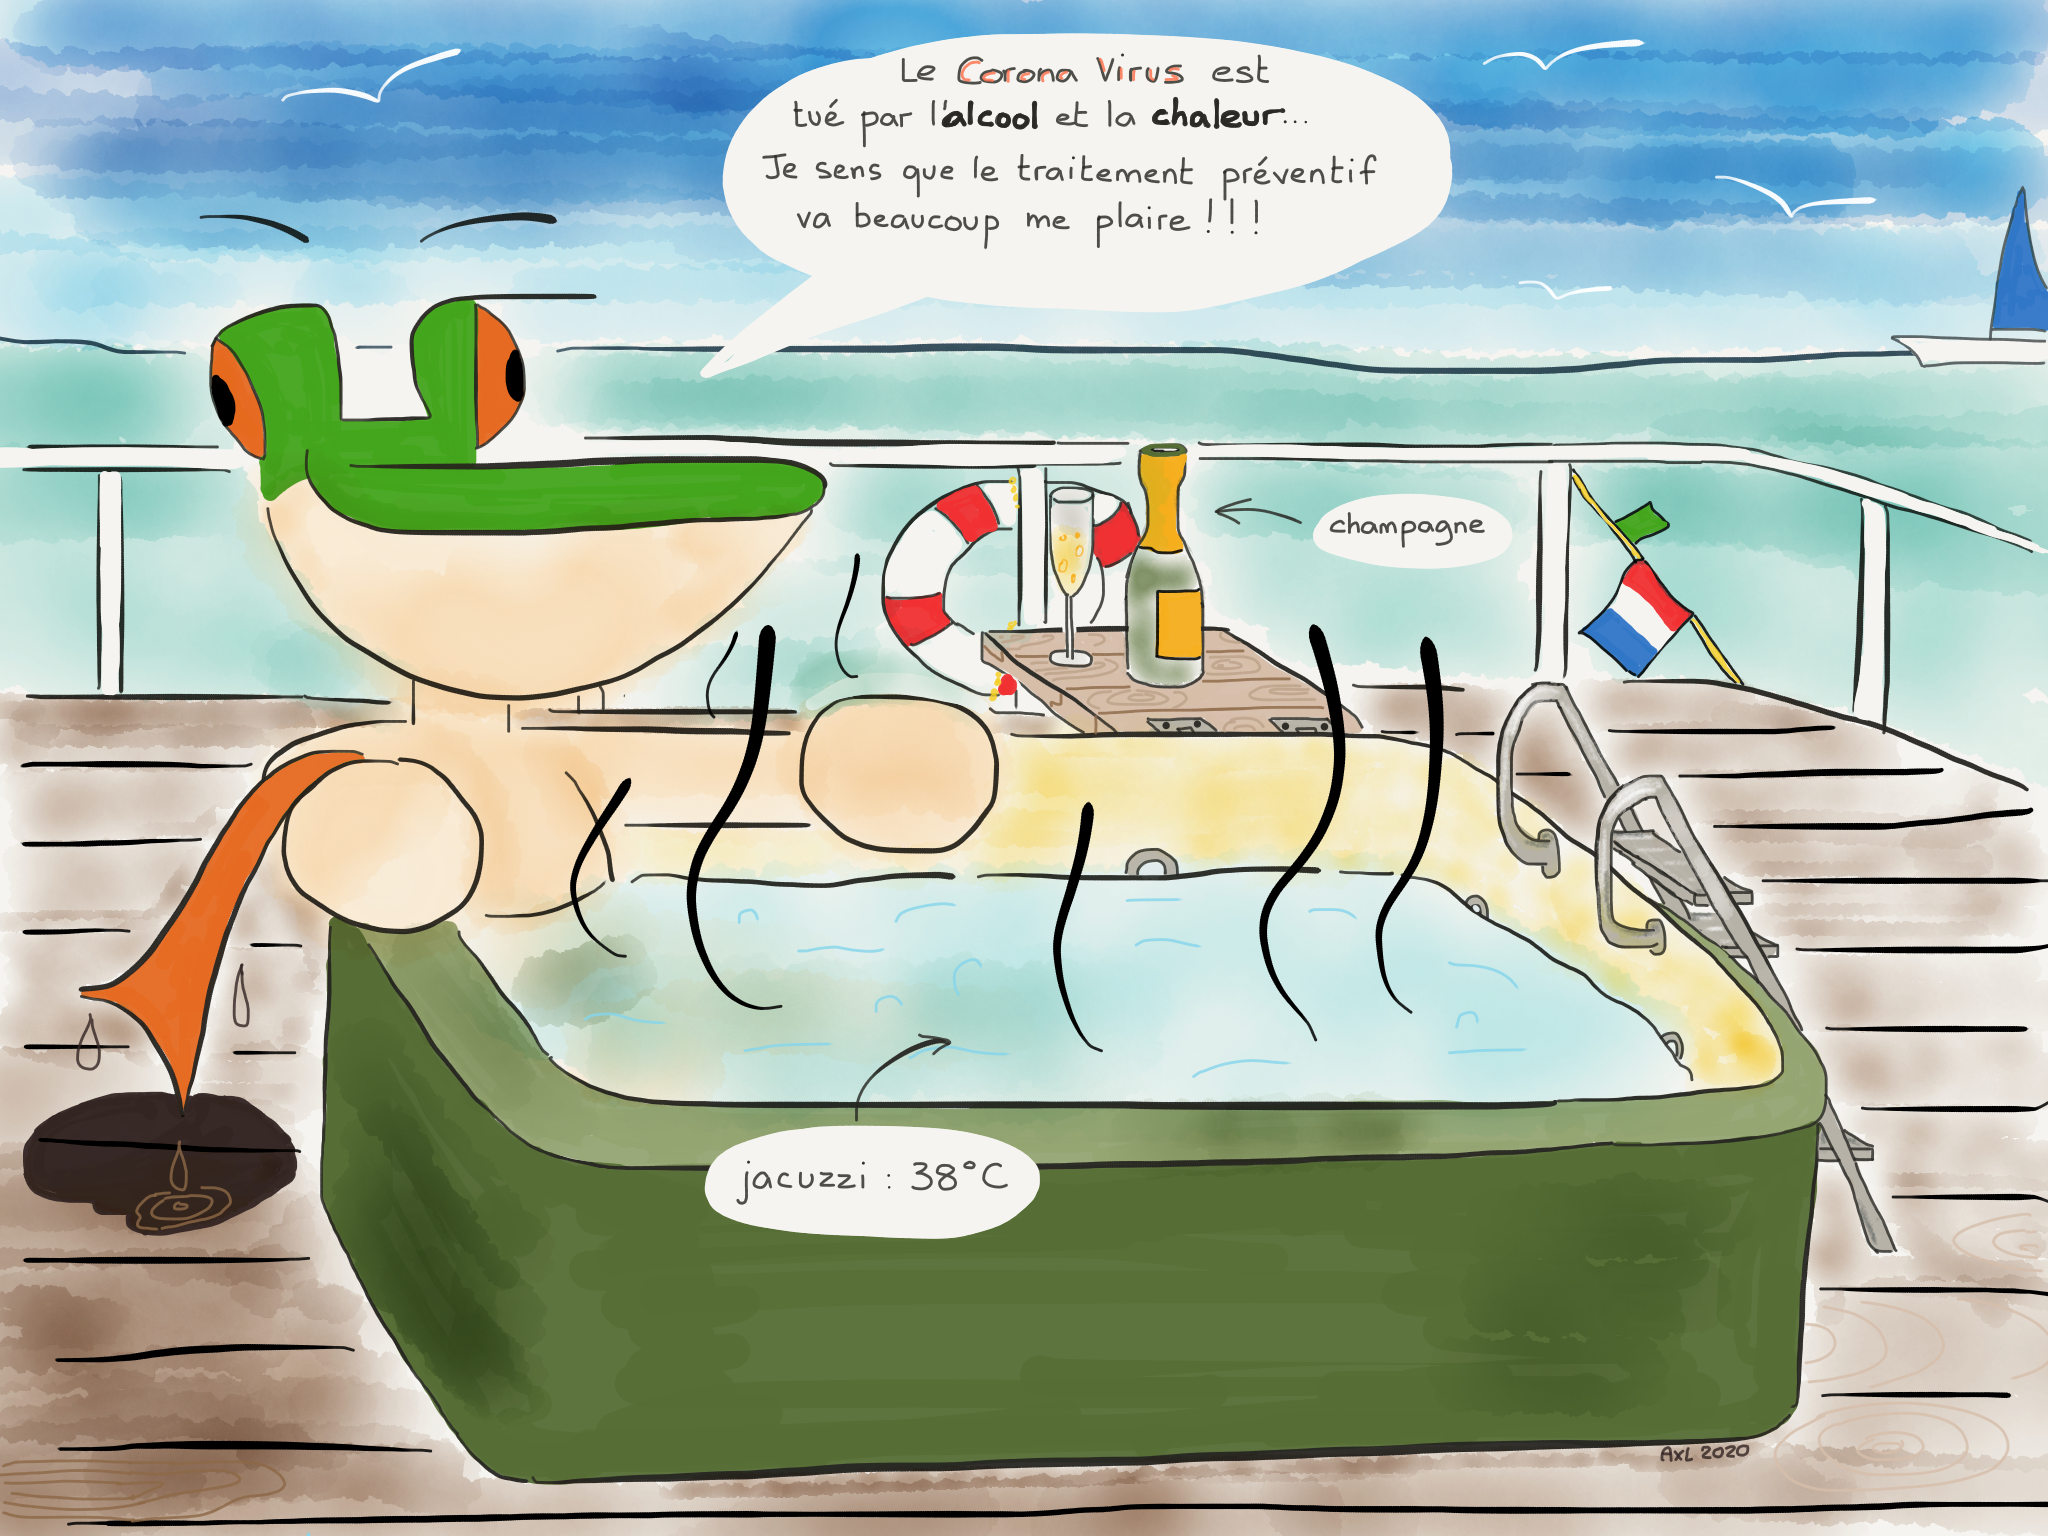 Le Corona Virus est
tué par l'alcool et la chaleur...
Je sens que le traitement préventif
va beaucoup me plaire !!!
champagne
jacuzzi : 38°C
AxL 2020